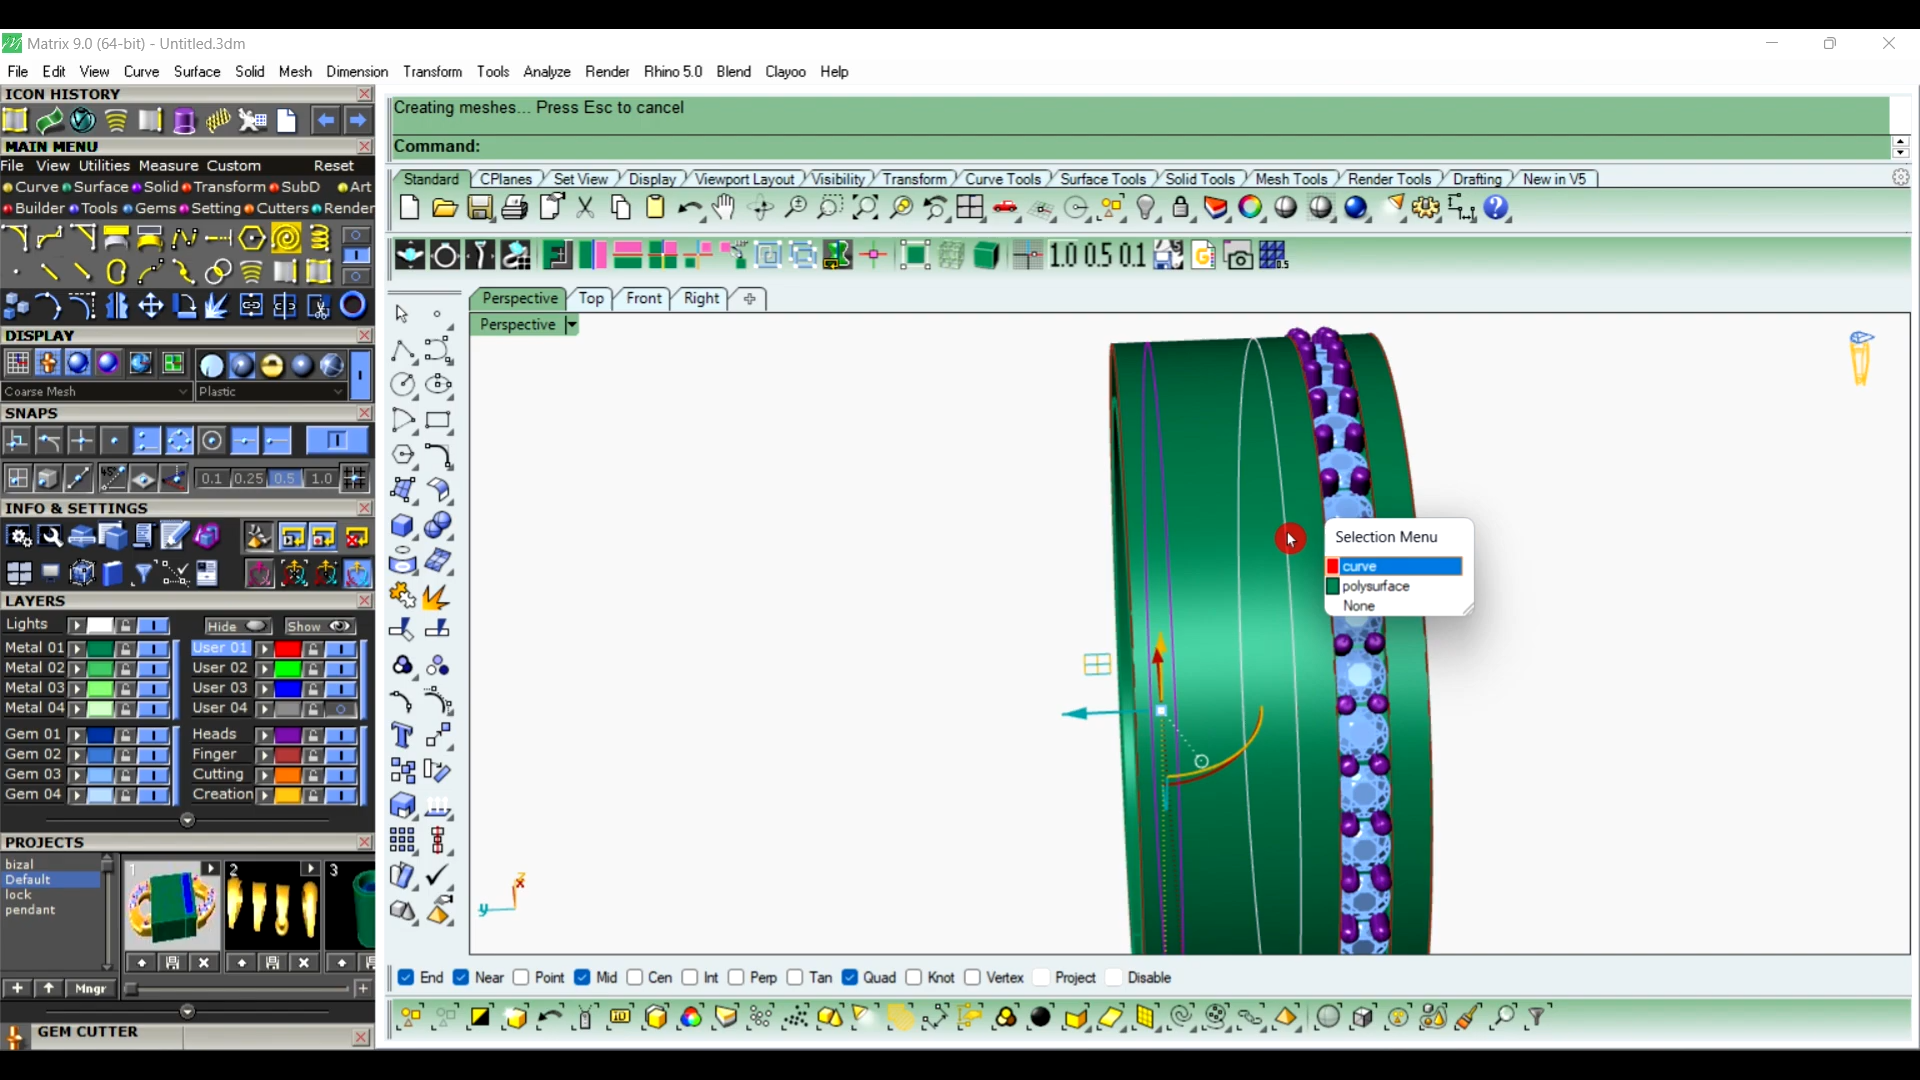 Matrix 9.0 (64-bit) - Untitled.3dm
File Edit View Curve Surface Solid Mesh Dimension Transform Tools Analyze Render Rhino 5.0 Blend Clayoo Help
ICON HISTORY
Creating meshes... Press Esc to cancel
Command:
MAIN MENU
File View Utilities Measure Custom Reset
Curve Surface Solid Transform SubD Art
Builder Tools Gems Setting Cutters Render
Standard CPlanes Set View Display Viewport Layout Visibility Transform Curve Tools Surface Tools Solid Tools Mesh Tools Render Tools Drafting New in V5
1.0 0.5 0.1
0.5
Perspective Top Front Right
Perspective
DISPLAY
Coarse Mesh Plastic
SNAPS
0.1 0.25 0.5 1.0
INFO & SETTINGS
LAYERS
Lights Hide Show
Metal 01 User 01
Metal 02 User 02
Metal 03 User 03
Metal 04 User 04
Gem 01 Heads
Gem 02 Finger
Gem 03 Cutting
Gem 04 Creation
PROJECTS
bizal
Default
lock
pendant
1 2 3
Mngr
GEM CUTTER
Selection Menu
curve
polysurface
None
z
x
y
End Near Point Mid Cen Int Perp Tan Quad Knot Vertex Project Disable